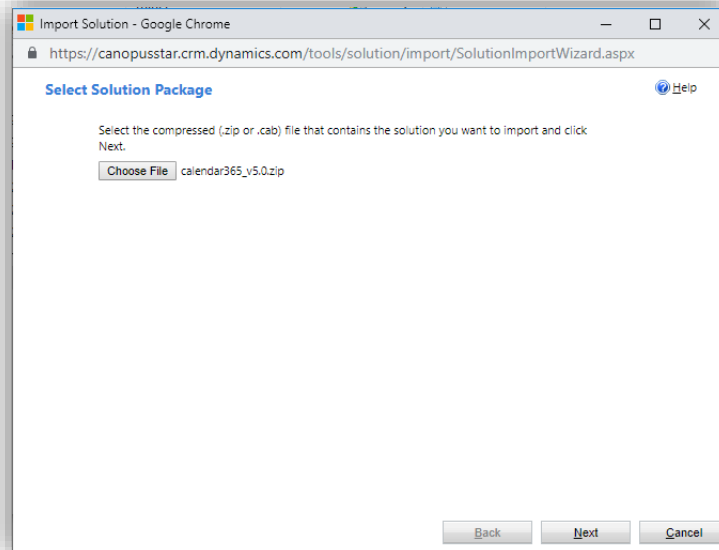 Import Solution - Google Chrome
https://canopusstar.crm.dynamics.com/tools/solution/import/SolutionImportWizard.aspx
Select Solution Package
Help
Select the compressed (.zip or .cab) file that contains the solution you want to import and click
Next.
Choose File calendar365_v5.0.zip
Back Next Cancel